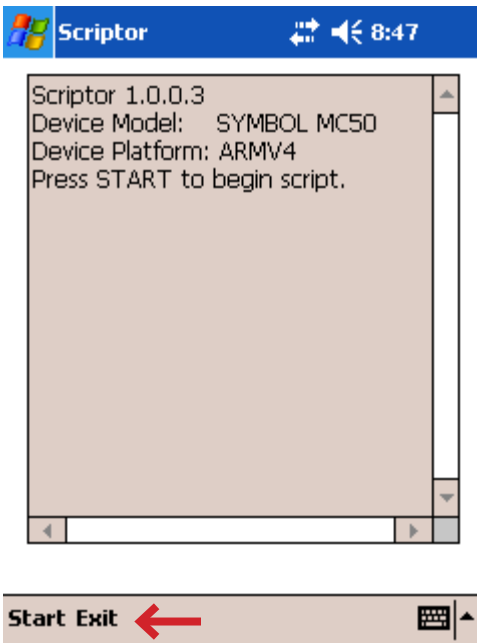 Scriptor 8:47
Scriptor 1.0.0.3
Device Model: SYMBOL MC50
Device Platform: ARMV4
Press START to begin script.
Start Exit